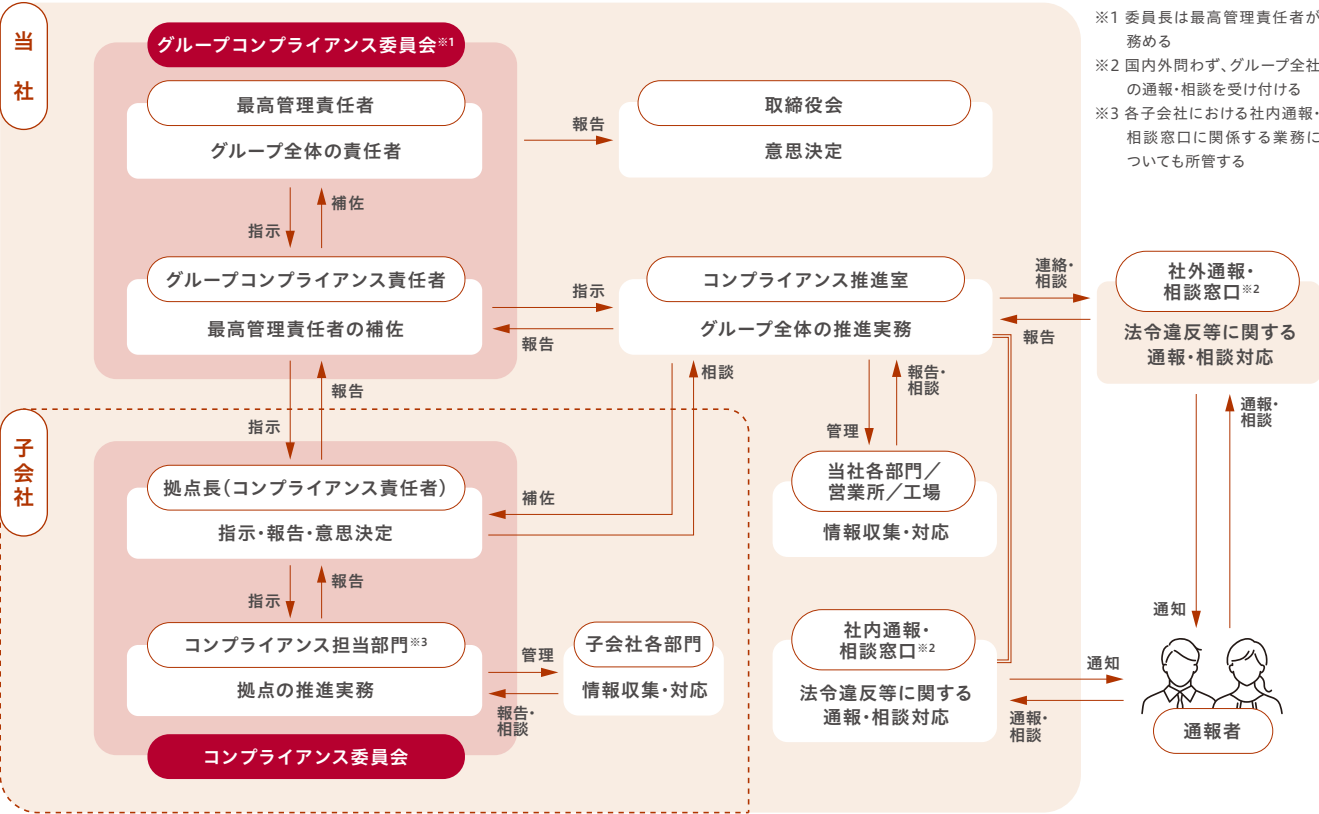 当社
グループコンプライアンス委員会※1
最高管理責任者
グループ全体の責任者
報告
取締役会
意思決定
※1 委員長は最高管理責任者が
務める
※2 国内外問わず、グループ全社
の通報・相談を受け付ける
※3 各子会社における社内通報・
相談窓口に関係する業務に
ついても所管する
指示
補佐
グループコンプライアンス責任者
最高管理責任者の補佐
指示
報告
コンプライアンス推進室
グループ全体の推進実務
連絡・
相談
報告
社外通報・
相談窓口※2
法令違反等に関する
通報・相談対応
指示
報告
相談
補佐
管理
報告・
相談
当社各部門／
営業所／工場
情報収集・対応
通報・
相談
通知
子会社
拠点長(コンプライアンス責任者)
指示・報告・意思決定
指示
報告
コンプライアンス担当部門※3
拠点の推進実務
管理
報告・
相談
子会社各部門
情報収集・対応
コンプライアンス委員会
社内通報・
相談窓口※2
法令違反等に関する
通報・相談対応
通知
通報・
相談
通報者